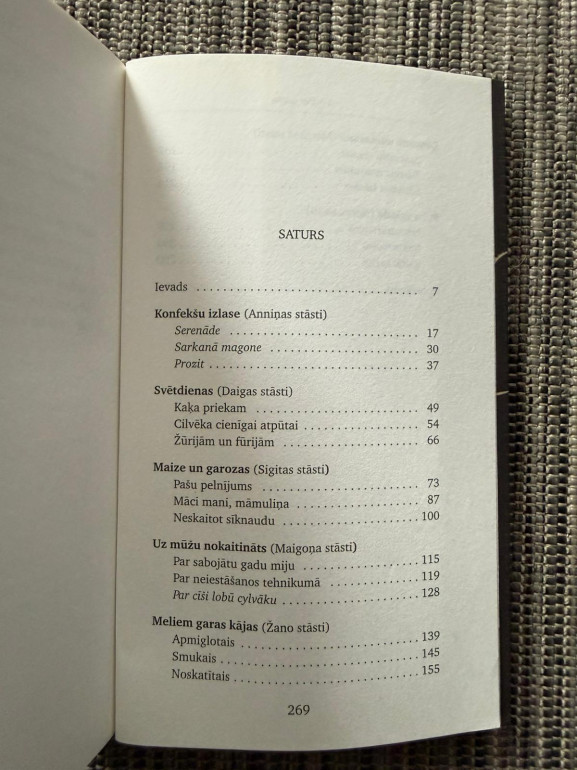 SATURS
Ievads . . . . . . . . . . . . . . . . . . . . . . . . . . . . . . . . . 7
Konfekšu izlase (Anniņas stāsti)
Serenāde . . . . . . . . . . . . . . . . . . . . . . . . . . . . 17
Sarkanā magone . . . . . . . . . . . . . . . . . . . . . . . 30
Prozit . . . . . . . . . . . . . . . . . . . . . . . . . . . . . . . 37
Svētdienas (Daigas stāsti)
Kaķa priekam . . . . . . . . . . . . . . . . . . . . . . . . 49
Cilvēka cienīgai atpūtai . . . . . . . . . . . . . . . . . 54
Žūrijām un fūrijām . . . . . . . . . . . . . . . . . . . . . 66
Maize un garozas (Sigitas stāsti)
Pašu pelnījums . . . . . . . . . . . . . . . . . . . . . . . . 73
Māci mani, māmuliņa . . . . . . . . . . . . . . . . . . . 87
Neskaitot sīknaudu . . . . . . . . . . . . . . . . . . . . . 100
Uz mūžu nokaitināts (Maigoņa stāsti)
Par sabojātu gadu miju . . . . . . . . . . . . . . . . . . 115
Par neiestāšanos tehnikumā . . . . . . . . . . . . . . 119
Par cīši lobū cylvāku . . . . . . . . . . . . . . . . . . . . 128
Meliem garas kājas (Žano stāsti)
Apmiglotais . . . . . . . . . . . . . . . . . . . . . . . . . . 139
Smukais . . . . . . . . . . . . . . . . . . . . . . . . . . . . . 145
Noskatītais . . . . . . . . . . . . . . . . . . . . . . . . . . . 155
269